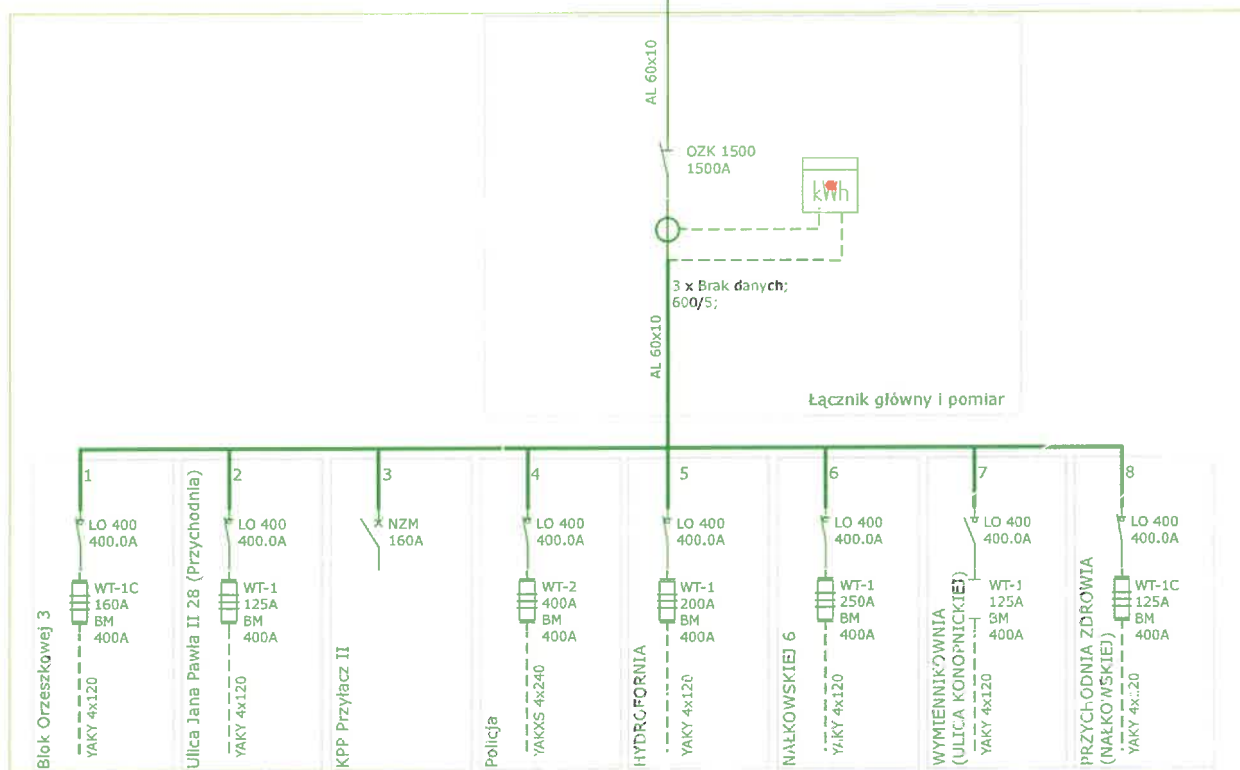 AL 60x10
OZK 1500
1500A
kWh
3 x Brak danych;
600/5;
AL 60x10
Łącznik główny i pomiar
1
LO 400
400.0A
WT-1C
160A
BM
400A
YAKY 4x120
Blok Orzeszkowej 3
2
LO 400
400.0A
WT-1
125A
BM
400A
YAKY 4x120
Ulica Jana Pawła II 28 (Przychodnia)
3
NZM
160A
KPP Przyłacz II
4
LO 400
400.0A
WT-2
400A
BM
400A
YAKXS 4x240
Policja
5
LO 400
400.0A
WT-1
200A
BM
400A
YAKY 4x120
HYDROFORNIA
6
LO 400
400.0A
WT-1
250A
BM
400A
YAKY 4x120
NAŁKOWSKIEJ 6
7
LO 400
400.0A
WT-1
125A
BM
400A
YAKY 4x120
WYMIENNIKOWNIA
(ULICA KONOPNICKIEJ)
8
LO 400
400.0A
WT-1C
125A
BM
400A
YAKY 4x120
PRZYCHODNIA ZDROWIA
(NAŁKOWSKIEJ)